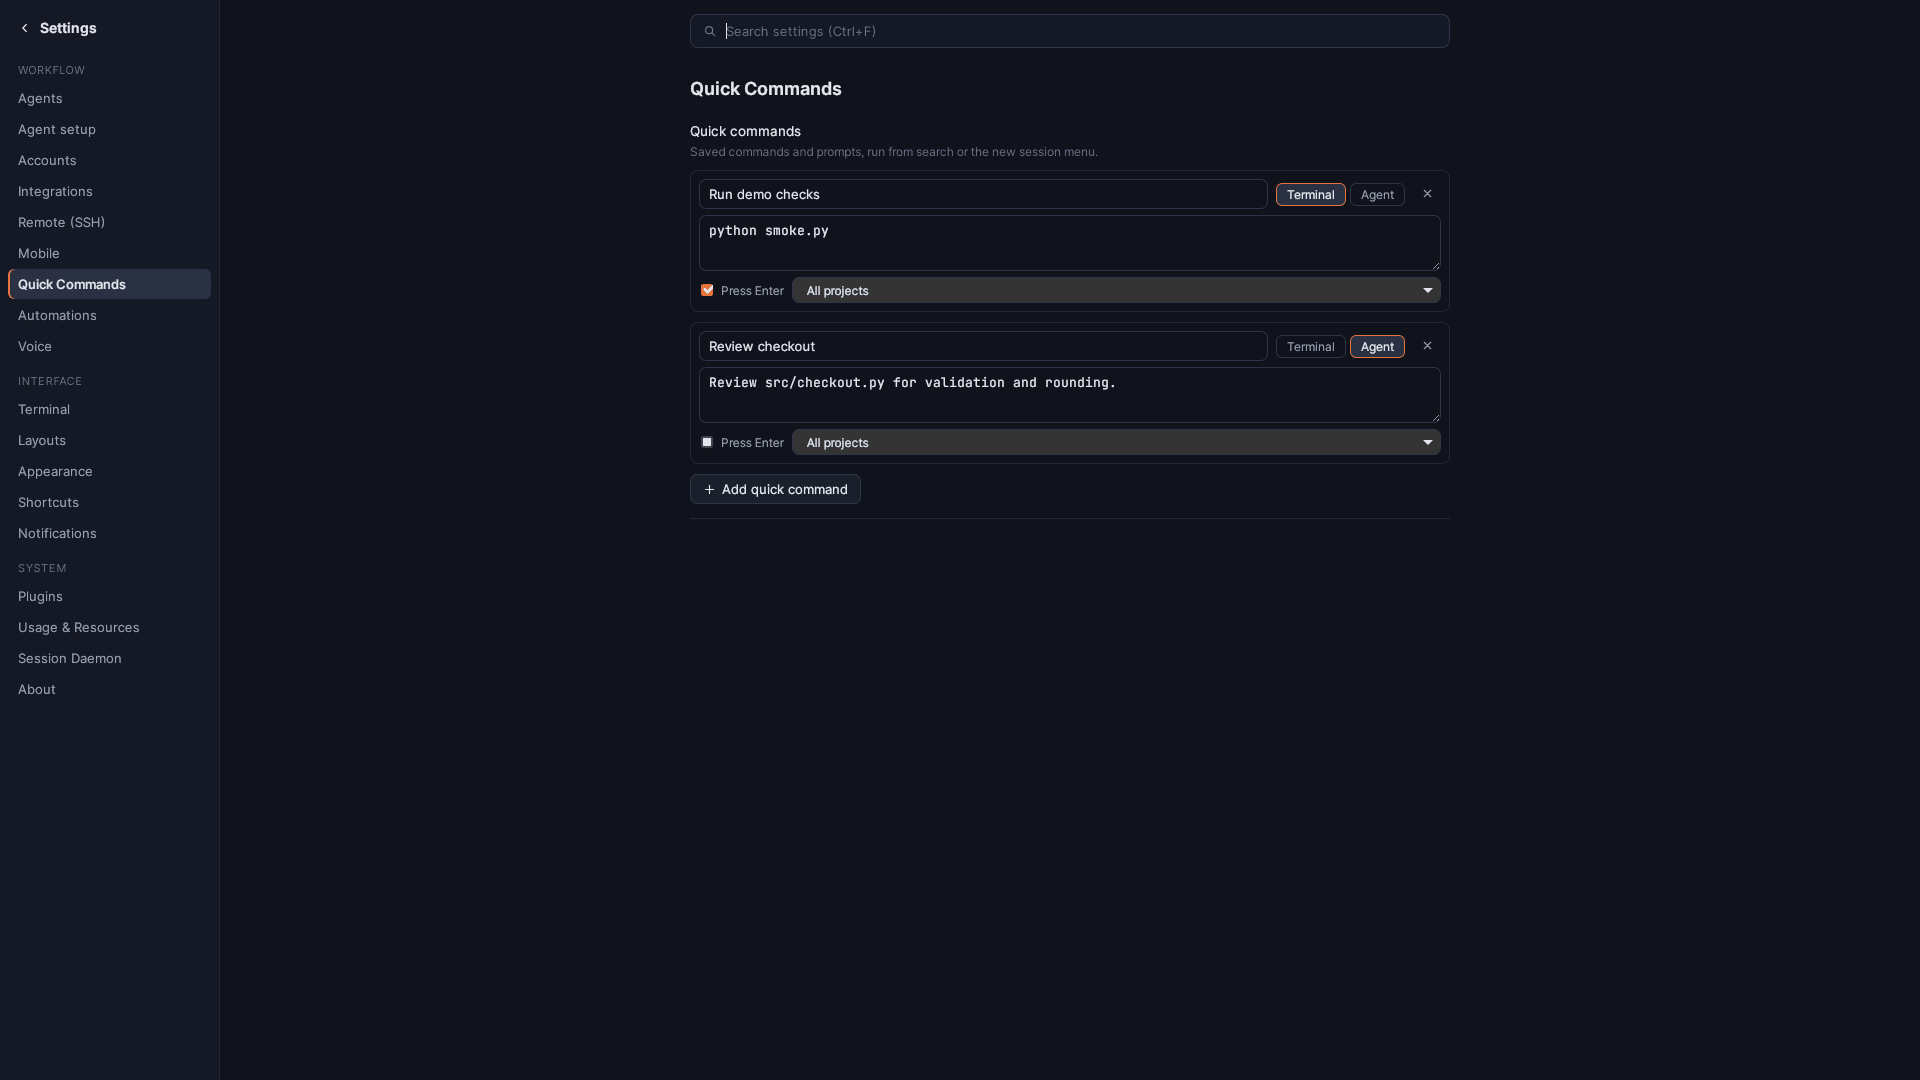 Settings
WORKFLOW
Agents
Agent setup
Accounts
Integrations
Remote (SSH)
Mobile
Quick Commands
Automations
Voice
INTERFACE
Terminal
Layouts
Appearance
Shortcuts
Notifications
SYSTEM
Plugins
Usage & Resources
Session Daemon
About
Search settings (Ctrl+F)
Quick Commands
Quick commands
Saved commands and prompts, run from search or the new session menu.
Run demo checks Terminal Agent
python smoke.py
Press Enter All projects
Review checkout Terminal Agent
Review src/checkout.py for validation and rounding.
Press Enter All projects
Add quick command